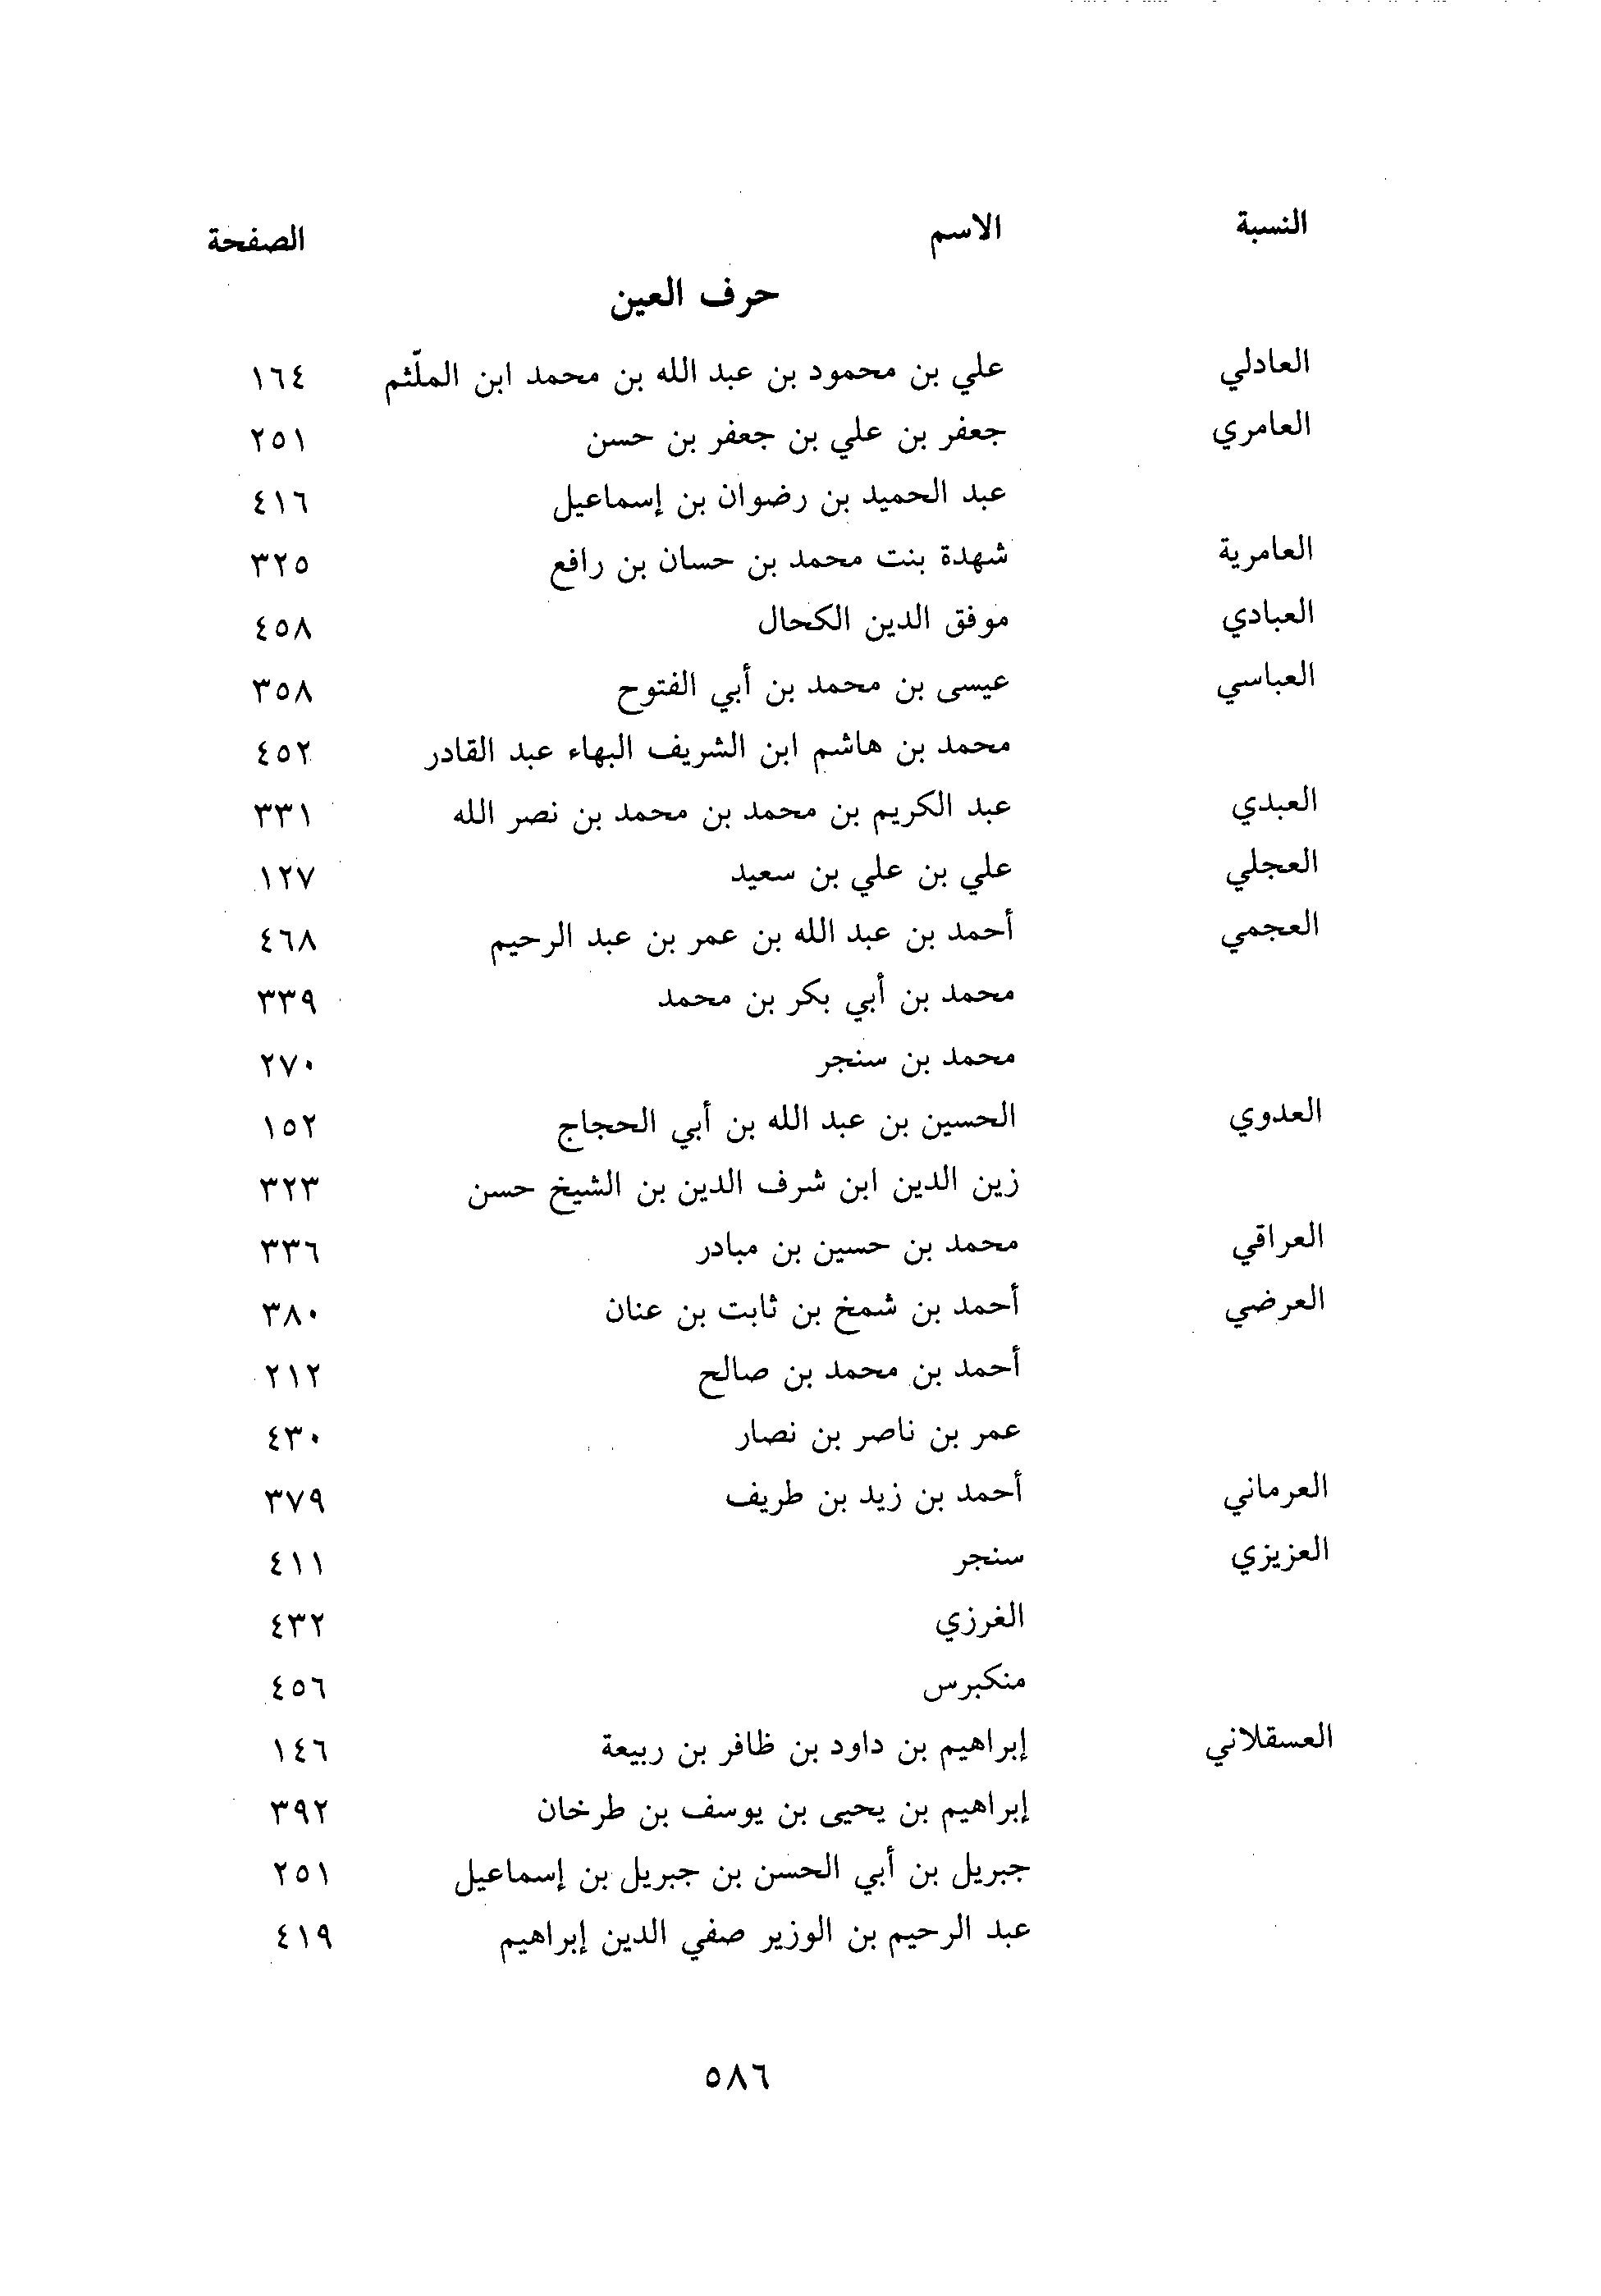 النسبة الاسم الصفحة
حرف العين
العادلي علي بن محمود بن عبد الله بن محمد ابن الملّثم ١٦٤
العامري جعفر بن علي بن جعفر بن حسن ٢٥١
عبد الحميد بن رضوان بن إسماعيل ٤١٦
العامرية شهدة بنت محمد بن حسان بن رافع ٣٢٥
العبادي موفق الدين الكحال ٤٥٨
العباسي عيسى بن محمد بن أبي الفتوح ٣٥٨
محمد بن هاشم ابن الشريف البهاء عبد القادر ٤٥٢
العبدي عبد الكريم بن محمد بن محمد بن نصر الله ٣٣١
العجلي علي بن علي بن سعيد ١٢٧
العجمي أحمد بن عبد الله بن عمر بن عبد الرحيم ٤٦٨
محمد بن أبي بكر بن محمد ٣٣٩
محمد بن سنجر ٢٧٠
العدوي الحسين بن عبد الله بن أبي الحجاج ١٥٢
زين الدين ابن شرف الدين بن الشيخ حسن ٣٢٣
العراقي محمد بن حسين بن مبادر ٣٣٦
العرضي أحمد بن شمخ بن ثابت بن عنان ٣٨٠
أحمد بن محمد بن صالح ٢١٢
عمر بن ناصر بن نصار ٤٣٠
العرماني أحمد بن زيد بن طريف ٣٧٩
العزيزي سنجر ٤١١
الغرزي ٤٣٢
منكبرس ٤٥٦
العسقلاني إبراهيم بن داود بن ظافر بن ربيعة ١٤٦
إبراهيم بن يحيى بن يوسف بن طرخان ٣٩٢
جبريل بن أبي الحسن بن جبريل بن إسماعيل ٢٥١
عبد الرحيم بن الوزير صفي الدين إبراهيم ٤١٩
٥٨٦